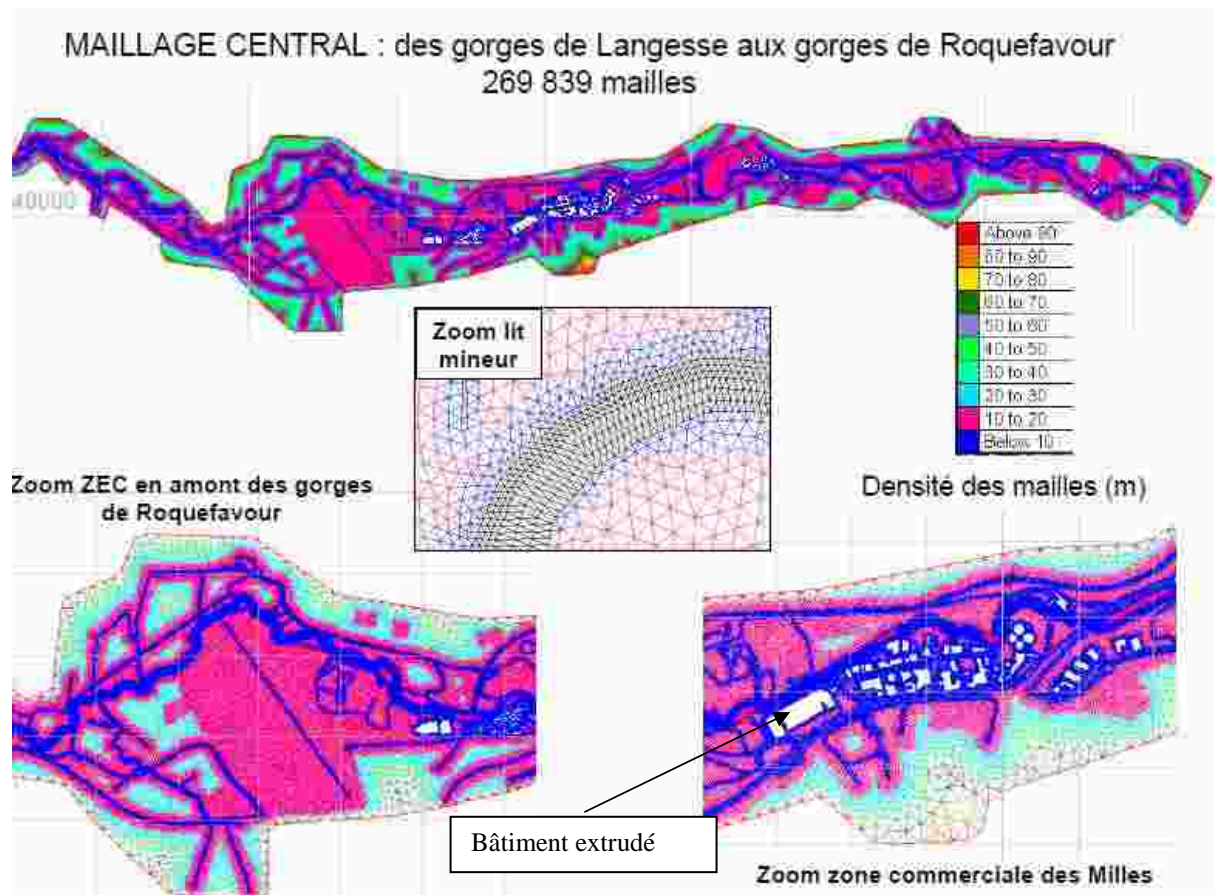 MAILLAGE CENTRAL : des gorges de Langesse aux gorges de Roquefavour
269 839 mailles
Above 90
80 to 90
70 to 80
60 to 70
50 to 60
40 to 50
30 to 40
20 to 30
10 to 20
Below 10
Zoom lit
mineur
Zoom ZEC en amont des gorges
de Roquefavour
Densité des mailles (m)
Bâtiment extrudé
Zoom zone commerciale des Milles